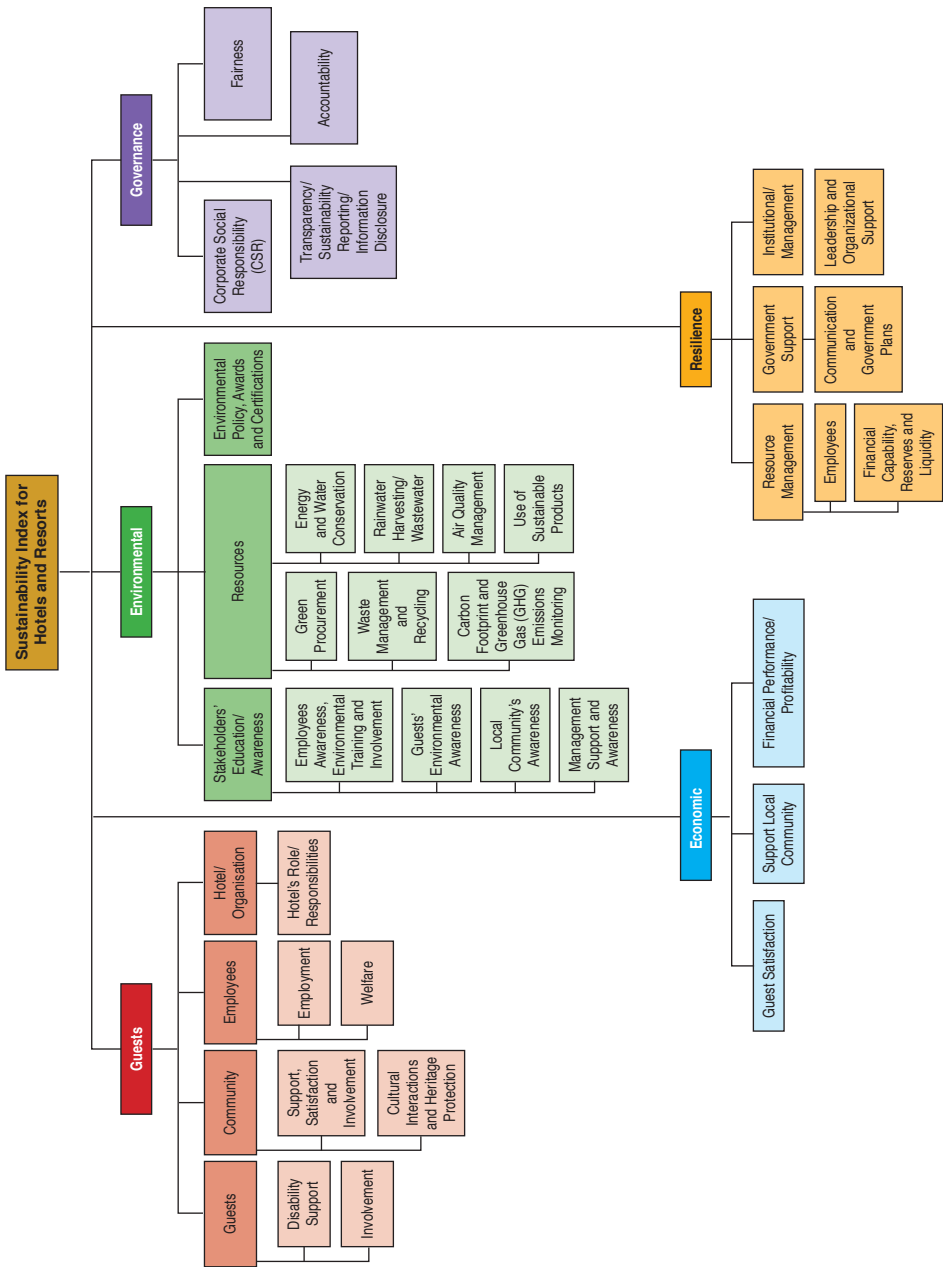 Sustainability Index for
Hotels and Resorts
Guests
Guests
Disability
Support
Involvement
Community
Support,
Satisfaction
and
Involvement
Cultural
Interactions
and Heritage
Protection
Employees
Employment
Welfare
Hotel/
Organisation
Hotel's Role/
Responsibilities
Environmental
Stakeholders'
Education/
Awareness
Employees
Awareness,
Environmental
Training and
Involvement
Guests'
Environmental
Awareness
Local
Community's
Awareness
Management
Support and
Awareness
Resources
Green
Procurement
Waste
Management
and
Recycling
Carbon
Footprint and
Greenhouse
Gas (GHG)
Emissions
Monitoring
Energy
and Water
Conservation
Rainwater
Harvesting/
Wastewater
Air Quality
Management
Use of
Sustainable
Products
Environmental
Policy, Awards
and Certifications
Governance
Corporate Social
Responsibility
(CSR)
Transparency/
Sustainability
Reporting/
Information
Disclosure
Accountability
Fairness
Economic
Guest Satisfaction
Support Local
Community
Financial Performance/
Profitability
Resilience
Resource
Management
Employees
Financial
Capability,
Reserves and
Liquidity
Government
Support
Communication
and
Government
Plans
Institutional/
Management
Leadership and
Organizational
Support